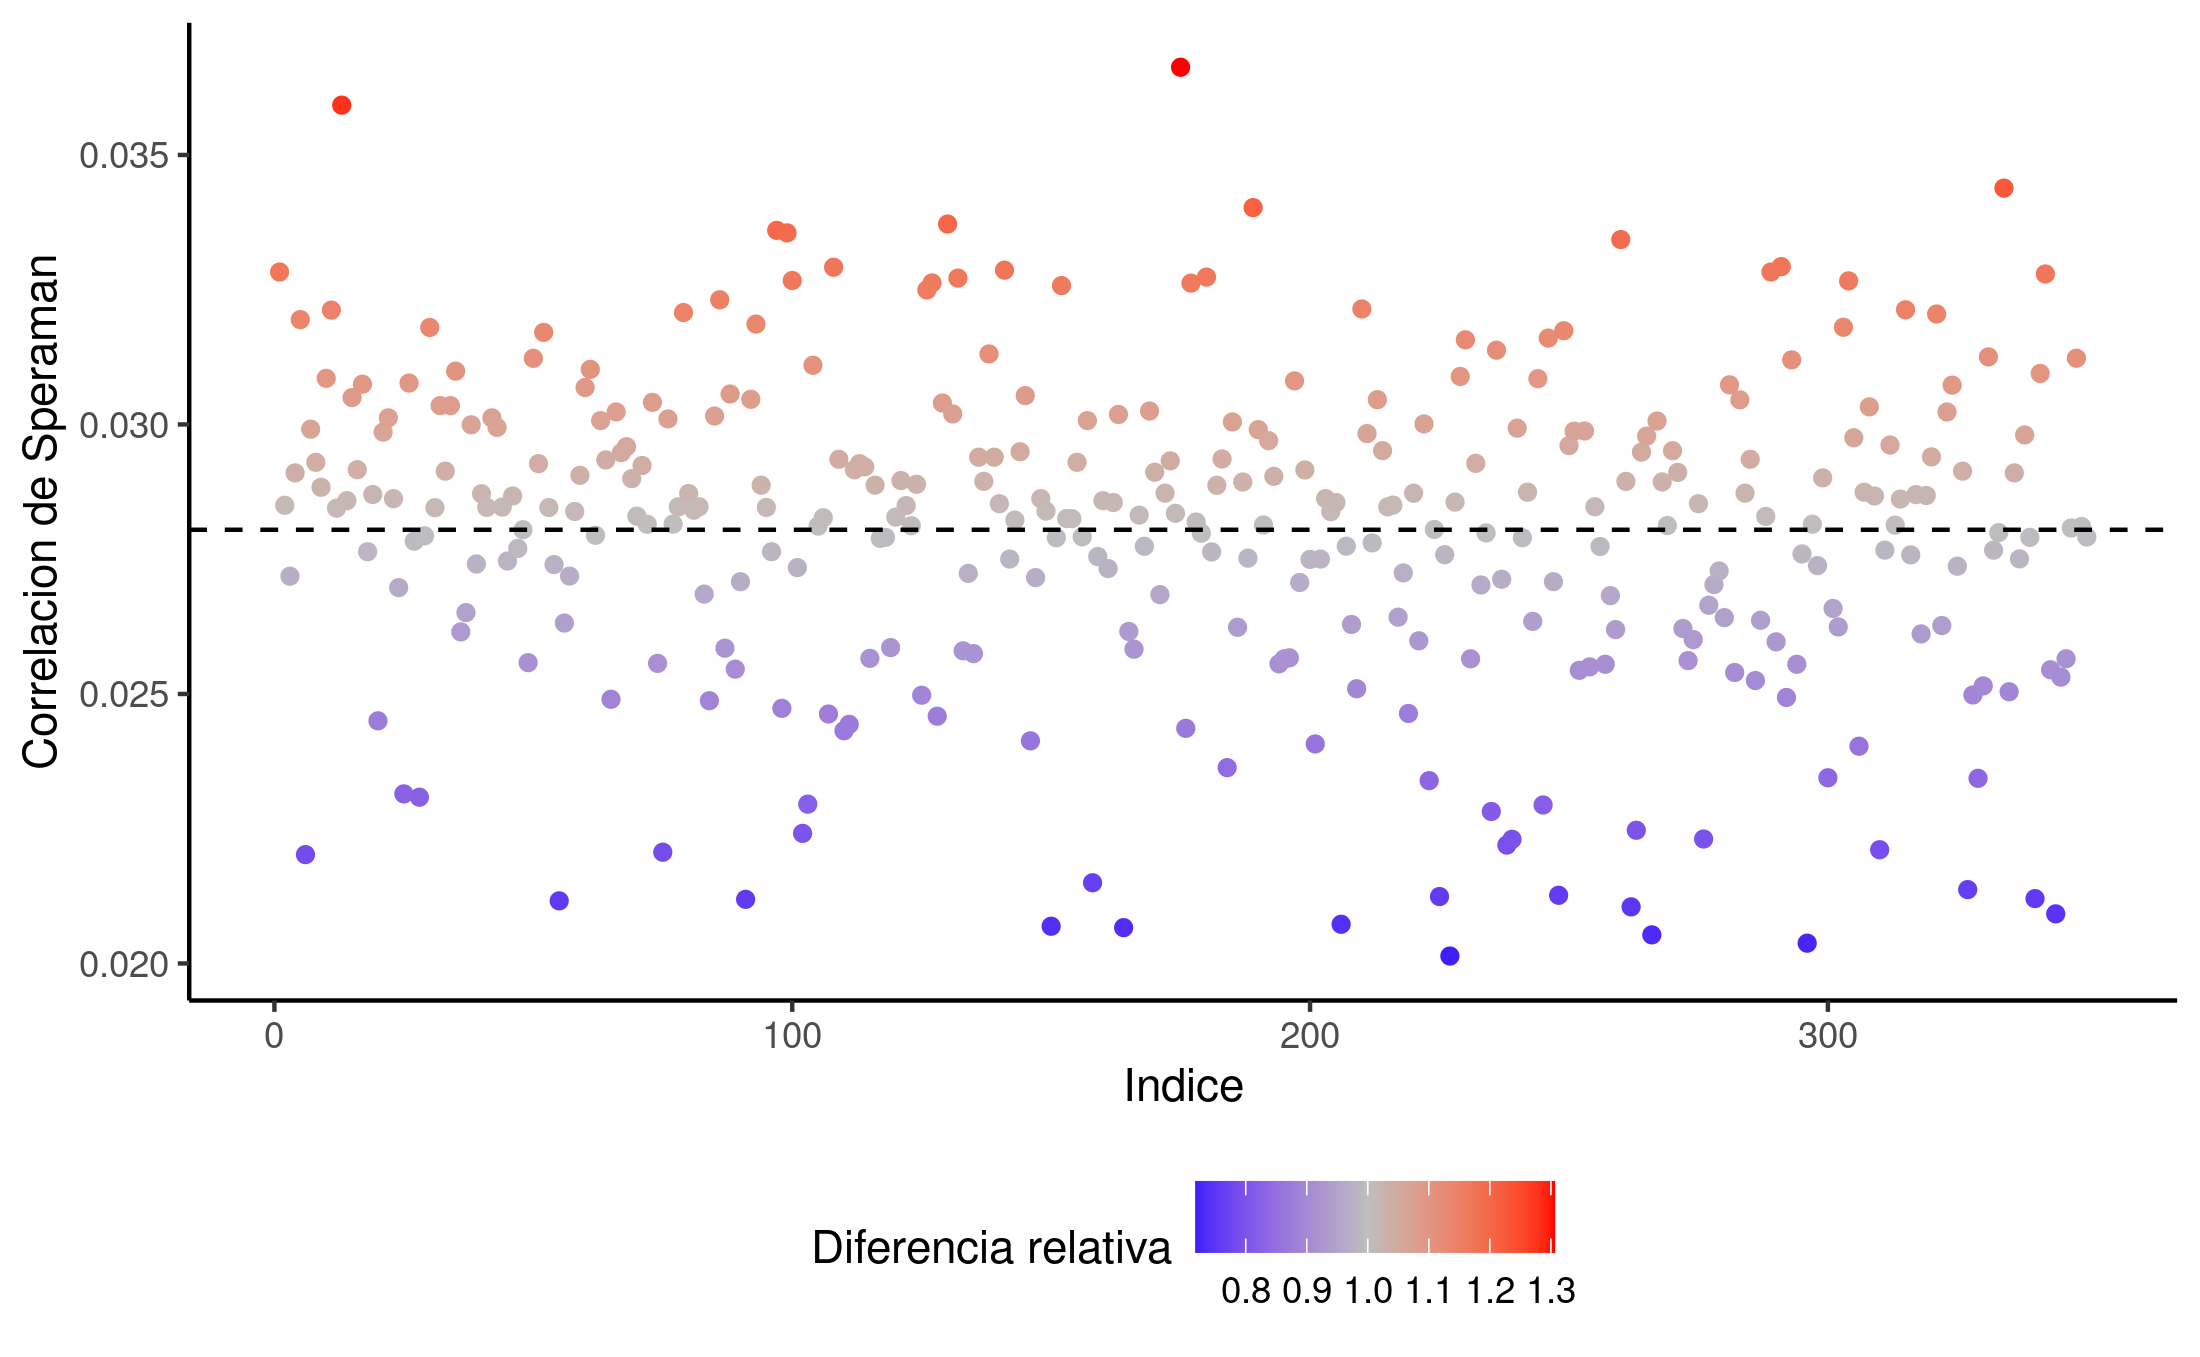 Correlacion de Speraman
0.035
0.030
0.025
0.020
0 100 200 300
Indice
Diferencia relativa
0.8 0.9 1.0 1.1 1.2 1.3